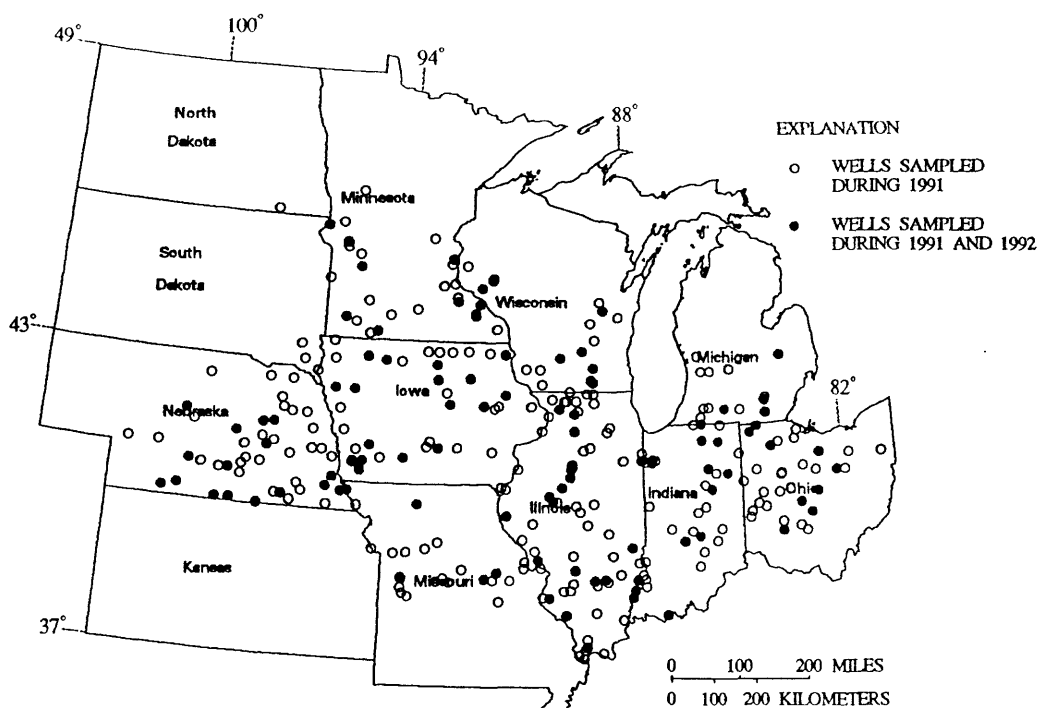 49°
100°
94°
88°
EXPLANATION
WELLS SAMPLED
DURING 1991
WELLS SAMPLED
DURING 1991 AND 1992
North
Dakota
Minnesota
South
Dakota
Wisconsin
43°
Michigan
82°
Iowa
Nebraska
Indiana
Ohio
Illinois
Kansas
Missouri
37°
0 100 200 MILES
0 100 200 KILOMETERS